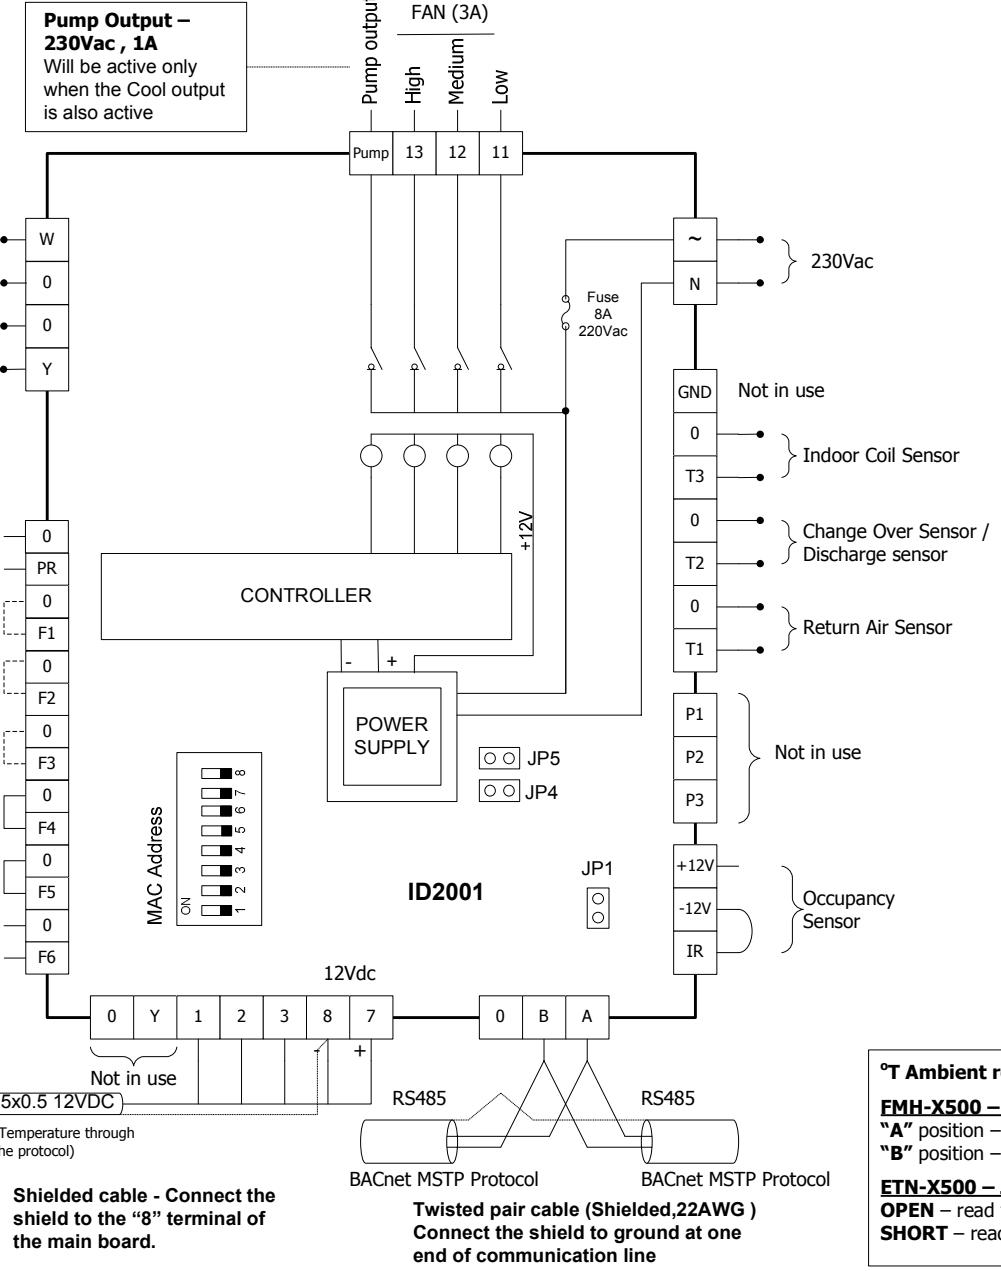 Pump Output –
230Vac , 1A
Will be active only
when the Cool output
is also active
FAN (3A)
Pump output
High
Medium
Low
Pump
13
12
11
W
0
0
Y
~
N
230Vac
Fuse
8A
220Vac
GND
Not in use
0
T3
Indoor Coil Sensor
0
T2
Change Over Sensor /
Discharge sensor
0
T1
Return Air Sensor
P1
P2
P3
Not in use
+12V
-12V
IR
Occupancy
Sensor
0
PR
0
F1
0
F2
0
F3
0
F4
0
F5
0
F6
+12V
CONTROLLER
- +
POWER
SUPPLY
JP5
JP4
JP1
MAC Address
ON
1 2 3 4 5 6 7 8
ID2001
12Vdc
0 Y 1 2 3 8 7
- +
0 B A
Not in use
5x0.5 12VDC
Temperature through
he protocol)
Shielded cable - Connect the
shield to the “8” terminal of
the main board.
RS485
RS485
BACnet MSTP Protocol
BACnet MSTP Protocol
Twisted pair cable (Shielded,22AWG )
Connect the shield to ground at one
end of communication line
°T Ambient
FMH-X500 –
“A” position –
“B” position –
ETN-X500 –
OPEN – read
SHORT –